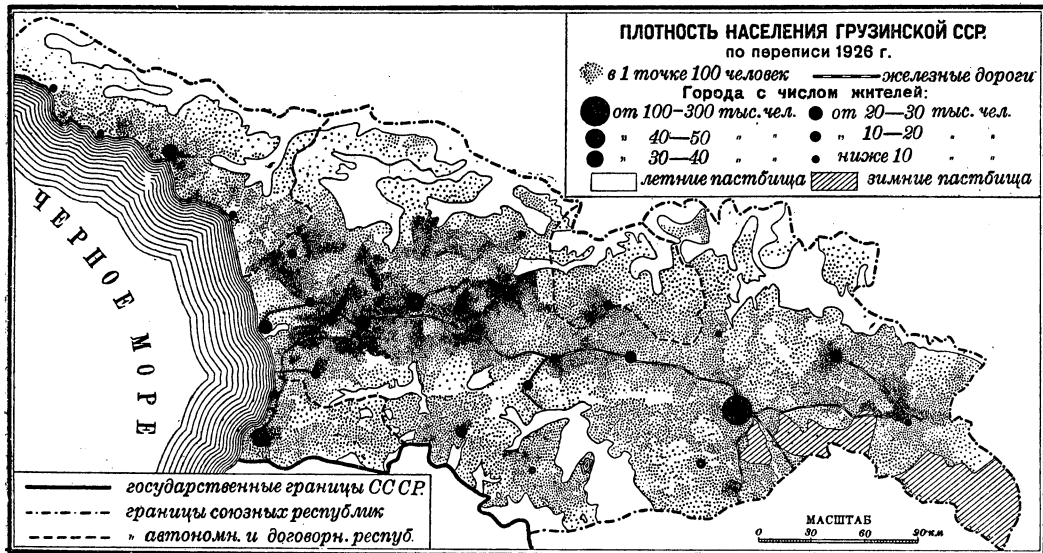 ПЛОТНОСТЬ НАСЕЛЕНИЯ ГРУЗИНСКОЙ ССР.
по переписи 1926 г.
в 1 точке 100 человек
железные дороги
Города с числом жителей:
от 100–300 тыс. чел.
от 20–30 тыс. чел.
„ 40–50 „ „
„ 10–20 „ „
„ 30–40 „ „
ниже 10 „ „
летние пастбища
зимние пастбища
ЧЕРНОЕ МОРЕ
государственные границы СССР.
границы союзных республик
„ автономн. и договорн. респуб.
МАСШТАБ
0 30 60 90 км